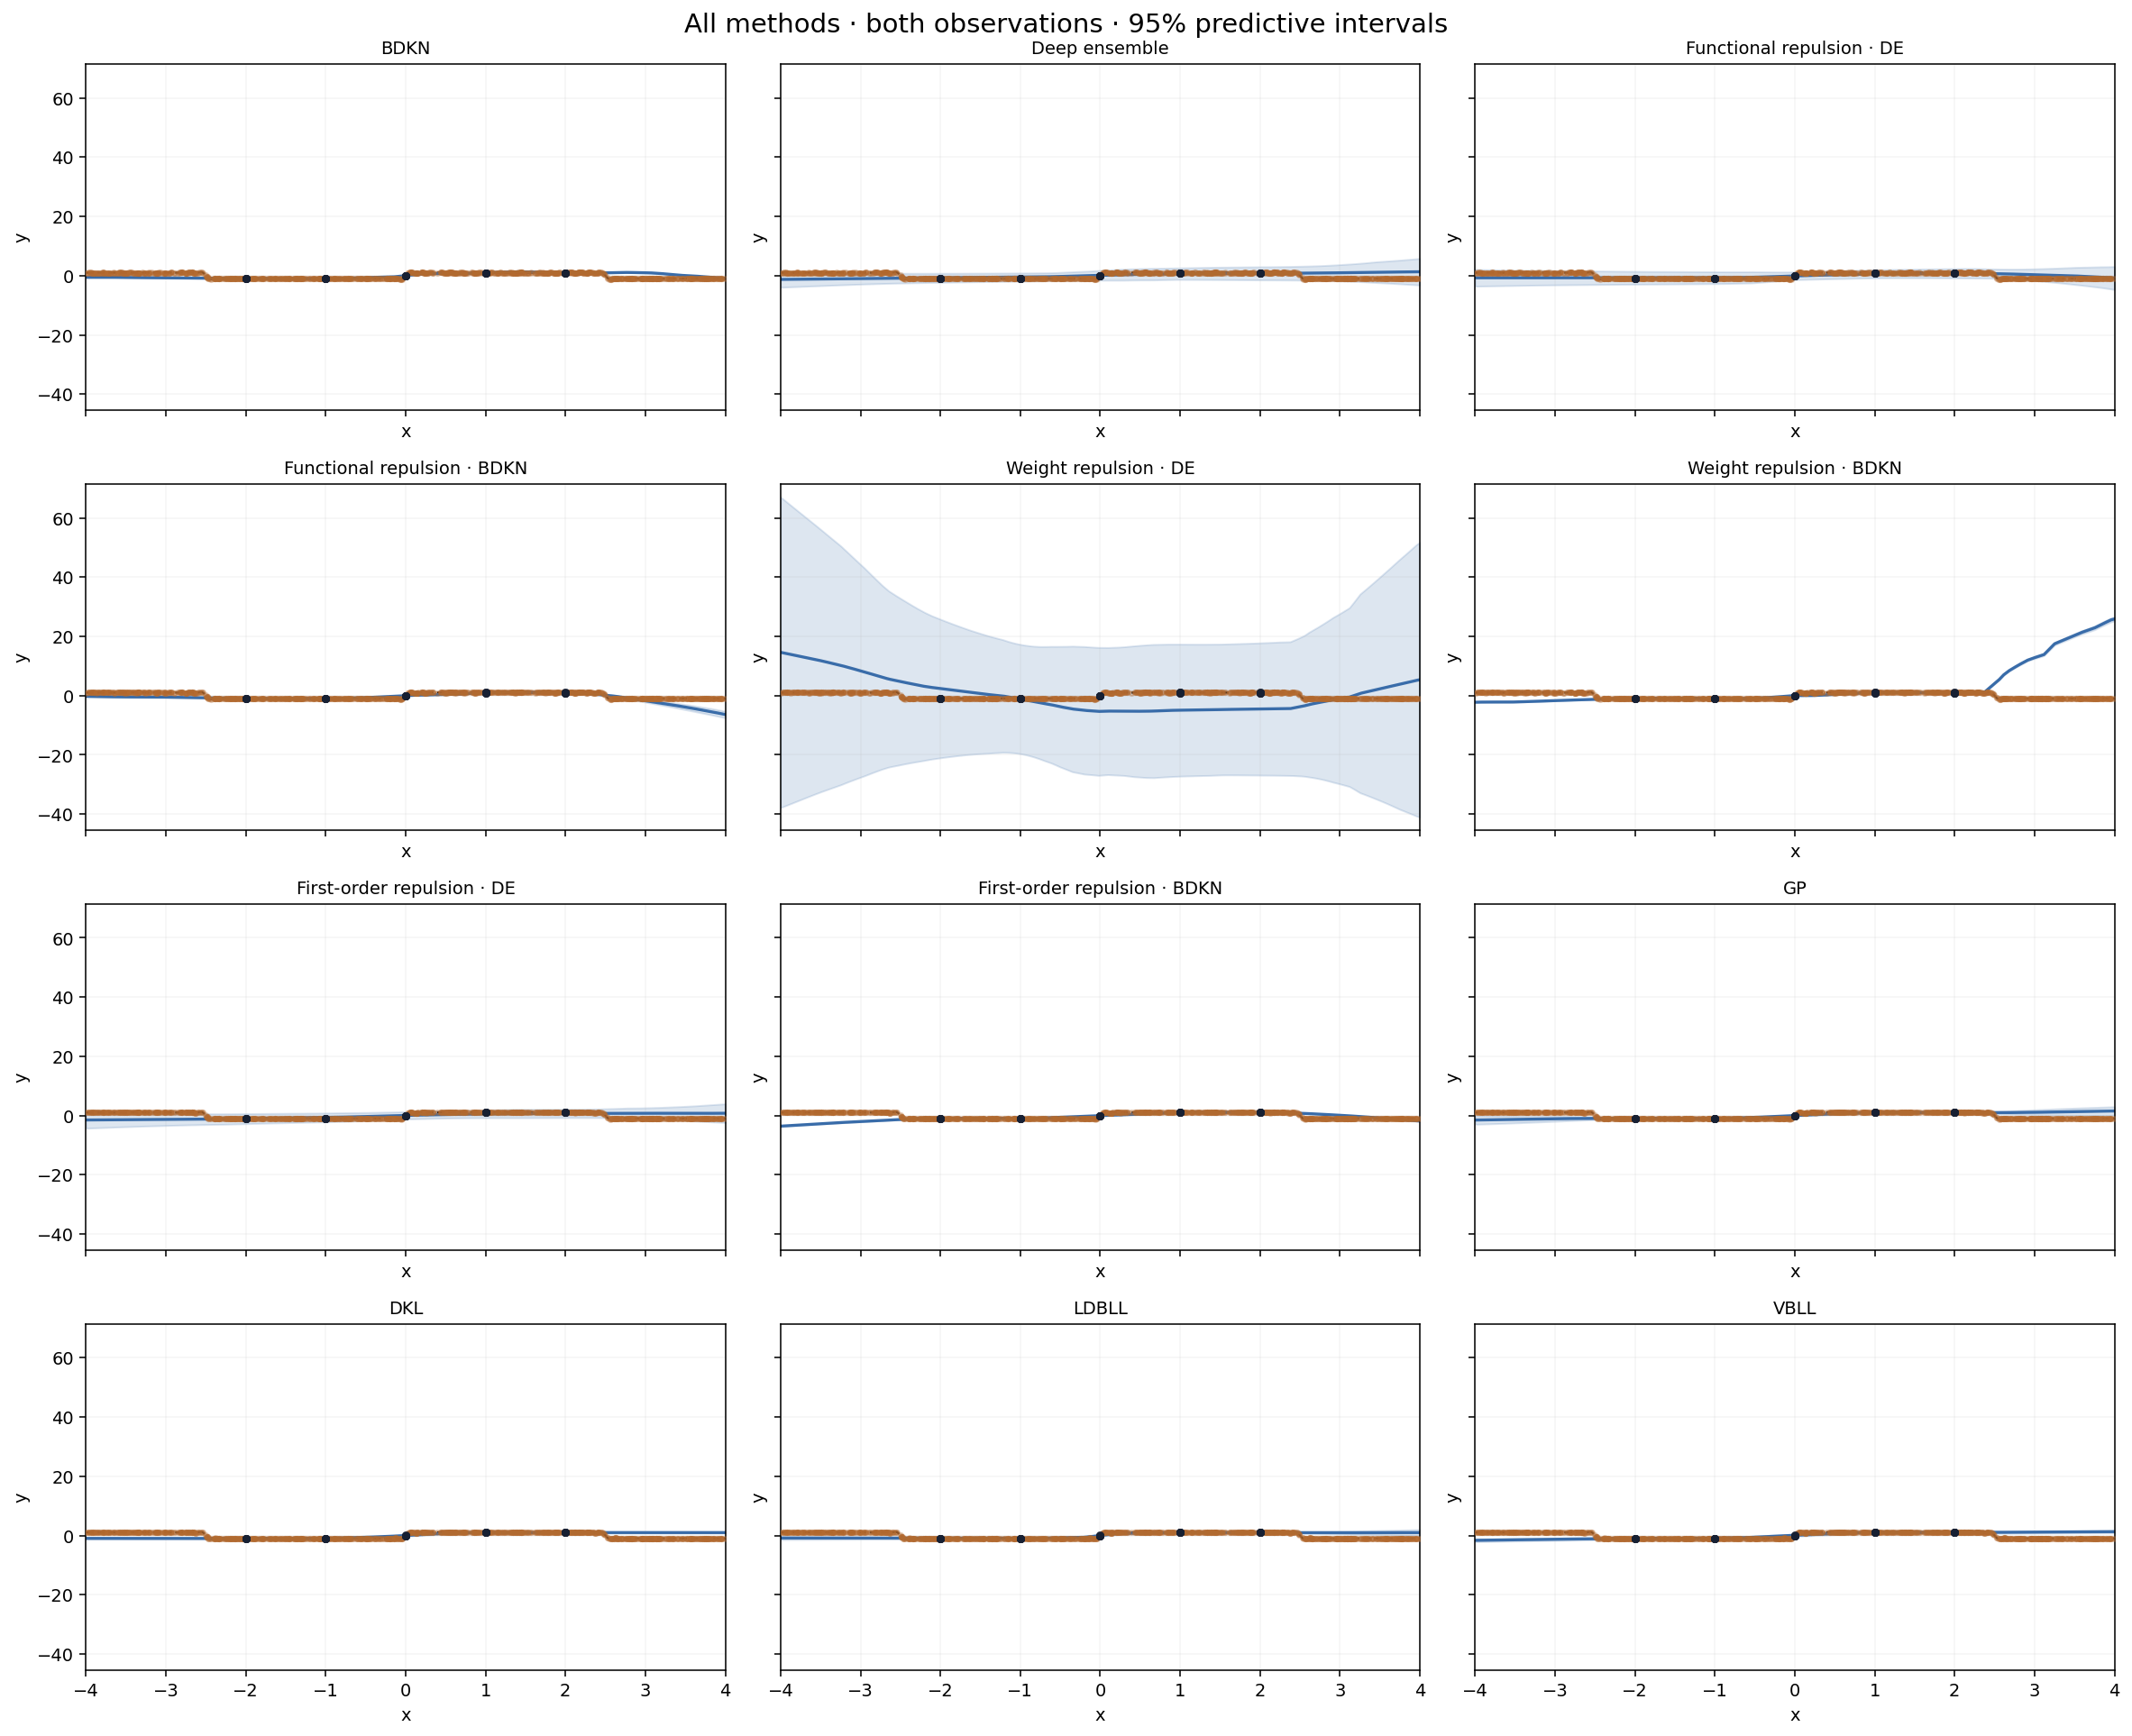 All methods · both observations · 95% predictive intervals
BDKN
Deep ensemble
Functional repulsion · DE
60
40
20
0
−20
−40
y
y
y
x
x
x
Functional repulsion · BDKN
Weight repulsion · DE
Weight repulsion · BDKN
60
40
20
0
−20
−40
y
y
y
x
x
x
First-order repulsion · DE
First-order repulsion · BDKN
GP
60
40
20
0
−20
−40
y
y
y
x
x
x
DKL
LDBLL
VBLL
60
40
20
0
−20
−40
y
y
y
−4 −3 −2 −1 0 1 2 3 4
−4 −3 −2 −1 0 1 2 3 4
−4 −3 −2 −1 0 1 2 3 4
x
x
x